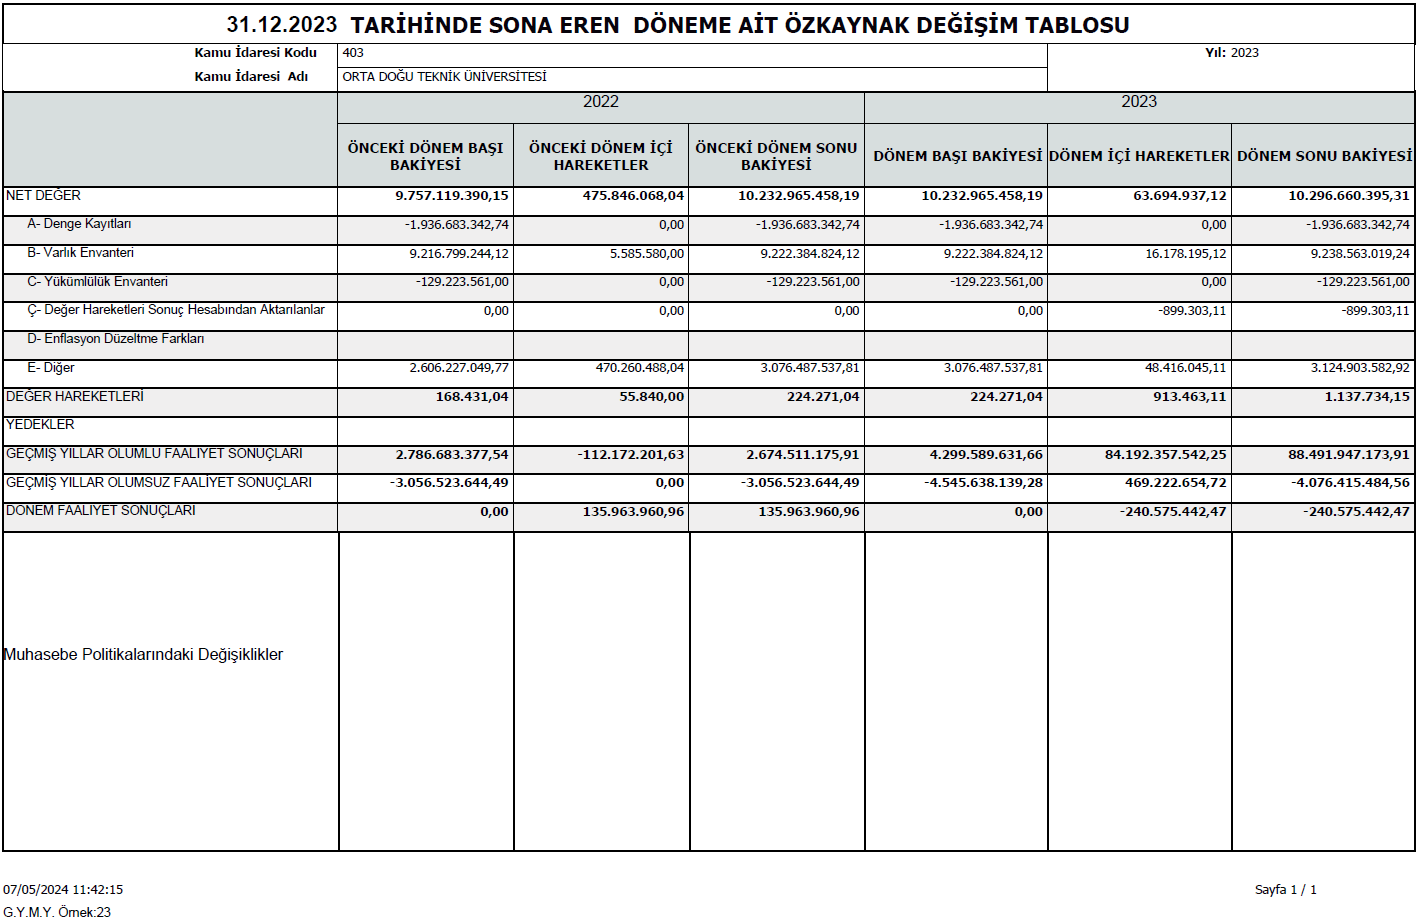 31.12.2023 TARİHİNDE SONA EREN DÖNEME AİT ÖZKAYNAK DEĞİŞİM TABLOSU
Kamu İdaresi Kodu 403 Yıl: 2023
Kamu İdaresi Adı ORTA DOĞU TEKNİK ÜNİVERSİTESİ
2022 2023
ÖNCEKİ DÖNEM BAŞI BAKİYESİ ÖNCEKİ DÖNEM İÇİ HAREKETLER ÖNCEKİ DÖNEM SONU BAKİYESİ DÖNEM BAŞI BAKİYESİ DÖNEM İÇİ HAREKETLER DÖNEM SONU BAKİYESİ
NET DEĞER 9.757.119.390,15 475.846.068,04 10.232.965.458,19 10.232.965.458,19 63.694.937,12 10.296.660.395,31
A- Denge Kayıtları -1.936.683.342,74 0,00 -1.936.683.342,74 -1.936.683.342,74 0,00 -1.936.683.342,74
B- Varlık Envanteri 9.216.799.244,12 5.585.580,00 9.222.384.824,12 9.222.384.824,12 16.178.195,12 9.238.563.019,24
C- Yükümlülük Envanteri -129.223.561,00 0,00 -129.223.561,00 -129.223.561,00 0,00 -129.223.561,00
Ç- Değer Hareketleri Sonuç Hesabından Aktarılanlar 0,00 0,00 0,00 0,00 -899.303,11 -899.303,11
D- Enflasyon Düzeltme Farkları
E- Diğer 2.606.227.049,77 470.260.488,04 3.076.487.537,81 3.076.487.537,81 48.416.045,11 3.124.903.582,92
DEĞER HAREKETLERİ 168.431,04 55.840,00 224.271,04 224.271,04 913.463,11 1.137.734,15
YEDEKLER
GEÇMİŞ YILLAR OLUMLU FAALİYET SONUÇLARI 2.786.683.377,54 -112.172.201,63 2.674.511.175,91 4.299.589.631,66 84.192.357.542,25 88.491.947.173,91
GEÇMİŞ YILLAR OLUMSUZ FAALİYET SONUÇLARI -3.056.523.644,49 0,00 -3.056.523.644,49 -4.545.638.139,28 469.222.654,72 -4.076.415.484,56
DÖNEM FAALİYET SONUÇLARI 0,00 135.963.960,96 135.963.960,96 0,00 -240.575.442,47 -240.575.442,47
Muhasebe Politikalarındaki Değişiklikler
07/05/2024 11:42:15 Sayfa 1 / 1
G.Y.M.Y. Örnek:23